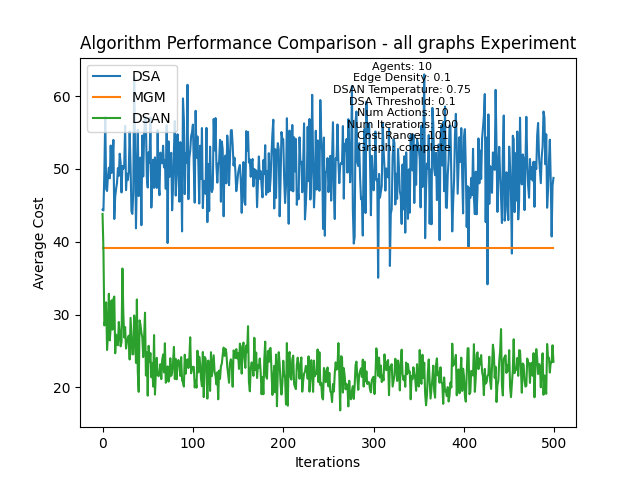 Algorithm Performance Comparison - all graphs Experiment
DSA
MGM
DSAN
Agents: 10
Edge Density: 0.1
DSAN Temperature: 0.75
DSA Threshold: 0.1
Num Actions: 10
Num Iterations: 500
Cost Range: 101
Graph: complete
Average Cost
60
50
40
30
20
0
100
200
300
400
500
Iterations